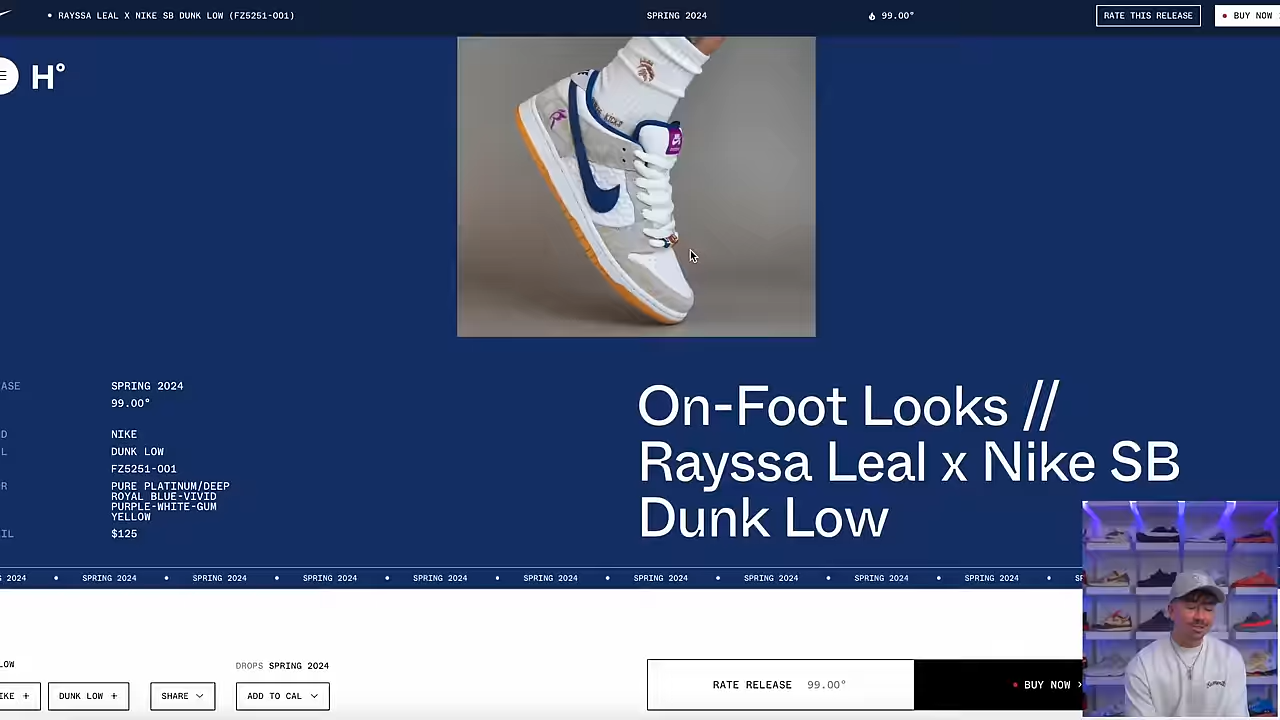 RAYSSA LEAL X NIKE SB DUNK LOW (FZ5251-001)
SPRING 2024
99.00°
RATE THIS RELEASE
BUY NOW
H°
ASE
SPRING 2024
99.00°
D
NIKE
L
DUNK LOW
FZ5251-001
R
PURE PLATINUM/DEEP
ROYAL BLUE-VIVID
PURPLE-WHITE-GUM
YELLOW
IL
$125
On-Foot Looks //
Rayssa Leal x Nike SB
Dunk Low
G 2024 • SPRING 2024 • SPRING 2024 • SPRING 2024 • SPRING 2024 • SPRING 2024 • SPRING 2024 • SPRING 2024 • SPRING 2024 • SPRING 2024 • SP
LOW
DROPS SPRING 2024
IKE +
DUNK LOW +
SHARE
ADD TO CAL
RATE RELEASE 99.00°
BUY NOW